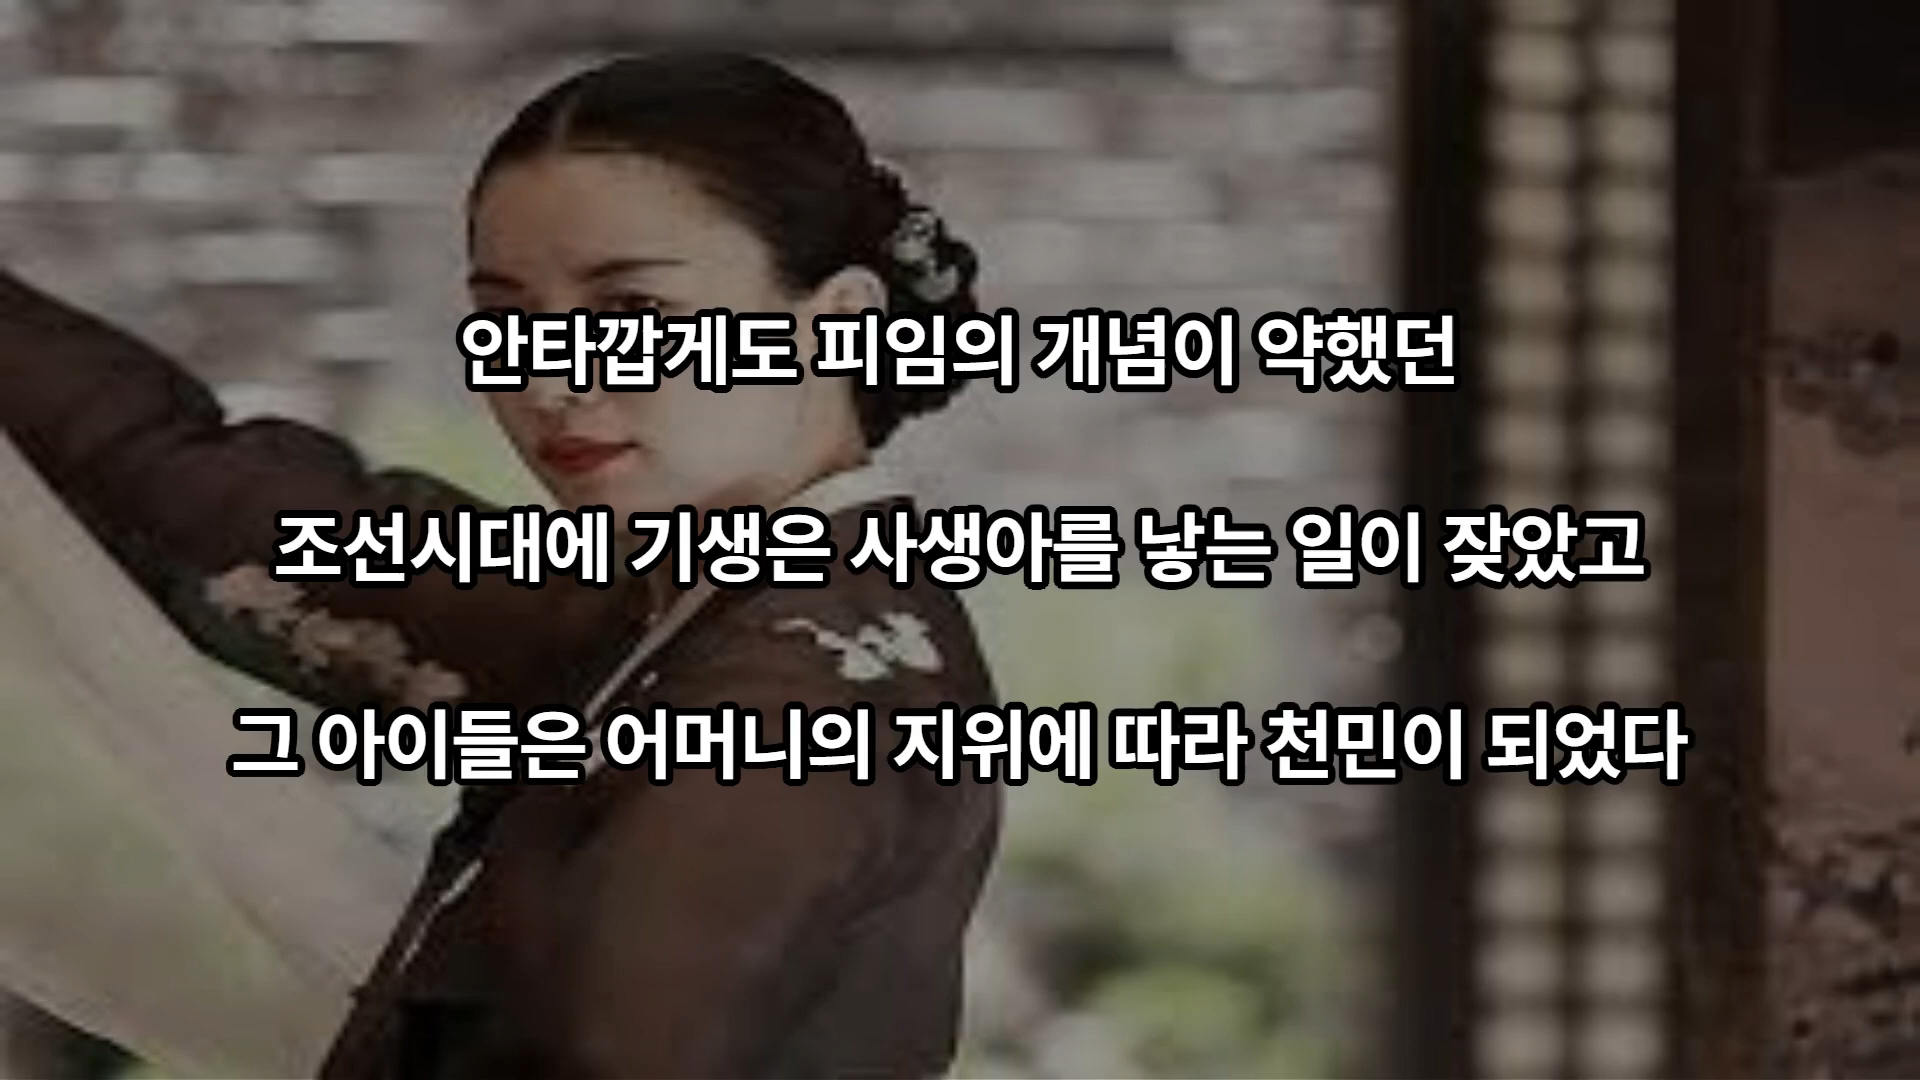 안타깝게도 피임의 개념이 약했던
조선시대에 기생은 사생아를 낳는 일이 잦았고
그 아이들은 어머니의 지위에 따라 천민이 되었다